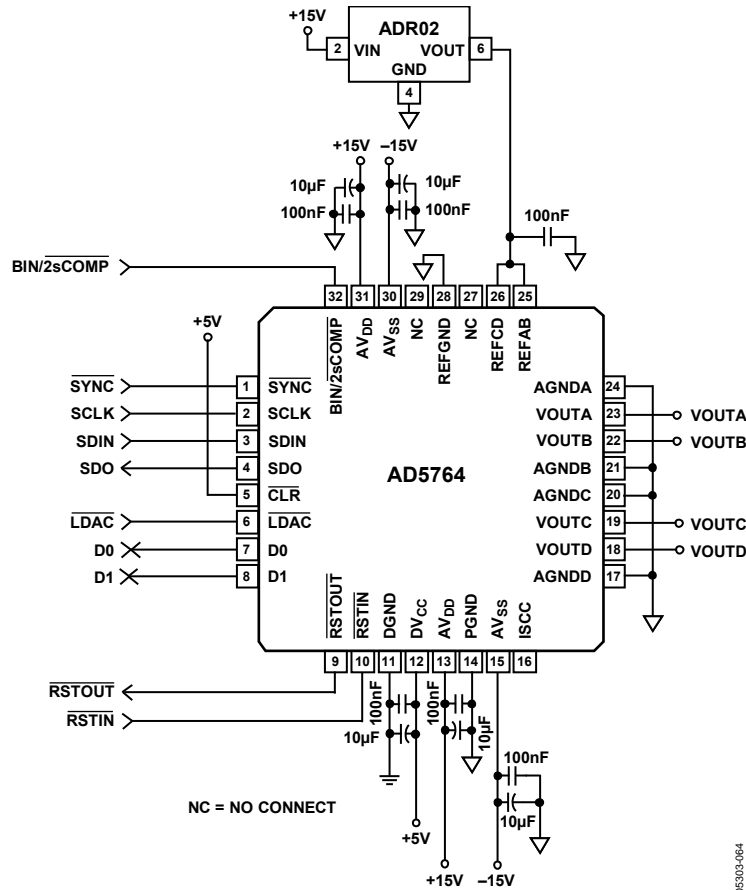 +15V
ADR02
2 VIN VOUT 6
GND
4
+15V –15V
10µF 10µF
100nF 100nF
100nF
BIN/2sCOMP
32 31 30 29 28 27 26 25
+5V
BIN/2sCOMP AVDD AVSS NC REFGND NC REFCD REFAB
SYNC 1 SYNC AGNDA 24
SCLK 2 SCLK VOUTA 23 VOUTA
SDIN 3 SDIN VOUTB 22 VOUTB
SDO 4 SDO AGNDB 21
AD5764
5 CLR AGNDC 20
LDAC 6 LDAC VOUTC 19 VOUTC
D0 7 D0 VOUTD 18 VOUTD
D1 8 D1 AGNDD 17
RSTOUT RSTIN DGND DVCC AVDD PGND AVSS ISCC
9 10 11 12 13 14 15 16
RSTOUT
RSTIN
100nF 100nF
10µF 10µF
100nF
10µF
NC = NO CONNECT
+5V
+15V –15V
05303-064